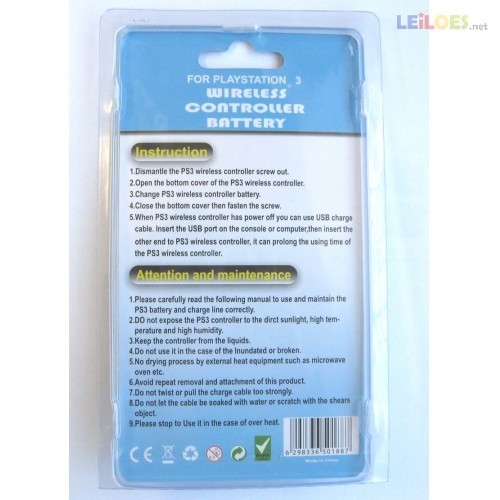 LEiLOES.net
FOR PLAYSTATION® 3
WIRELESS
CONTROLLER
BATTERY
Instruction
1.Dismantle the PS3 wireless controller screw out.
2.Open the bottom cover of the PS3 wireless controller.
3.Change PS3 wireless controller battery.
4.Close the bottom cover then fasten the screw.
5.When PS3 wireless controller has power off you can use USB charge
cable. Insert the USB port on the console or computer,then insert the
other end to PS3 wireless controller, it can prolong the using time of
the PS3 wireless controller.
Attention and maintenance
1.Please carefully read the following manual to use and maintain the
PS3 battery and charge line correctly.
2.DO not expose the PS3 controller to the dirct sunlight, high tem-
perature and high humidity.
3.Keep the controller from the liquids.
4.Do not use it in the case of the Inundated or broken.
5.No drying process by external heat equipment such as microwave
oven etc.
6.Avoid repeat removal and attachment of this product.
7.Do not twist or pull the charge cable too strongly.
8.Do not let the cable be soaked with water or scratch with the shears
object.
9.Please stop to Use it in the case of over heat.
CE
6 298336 501887
Made in China